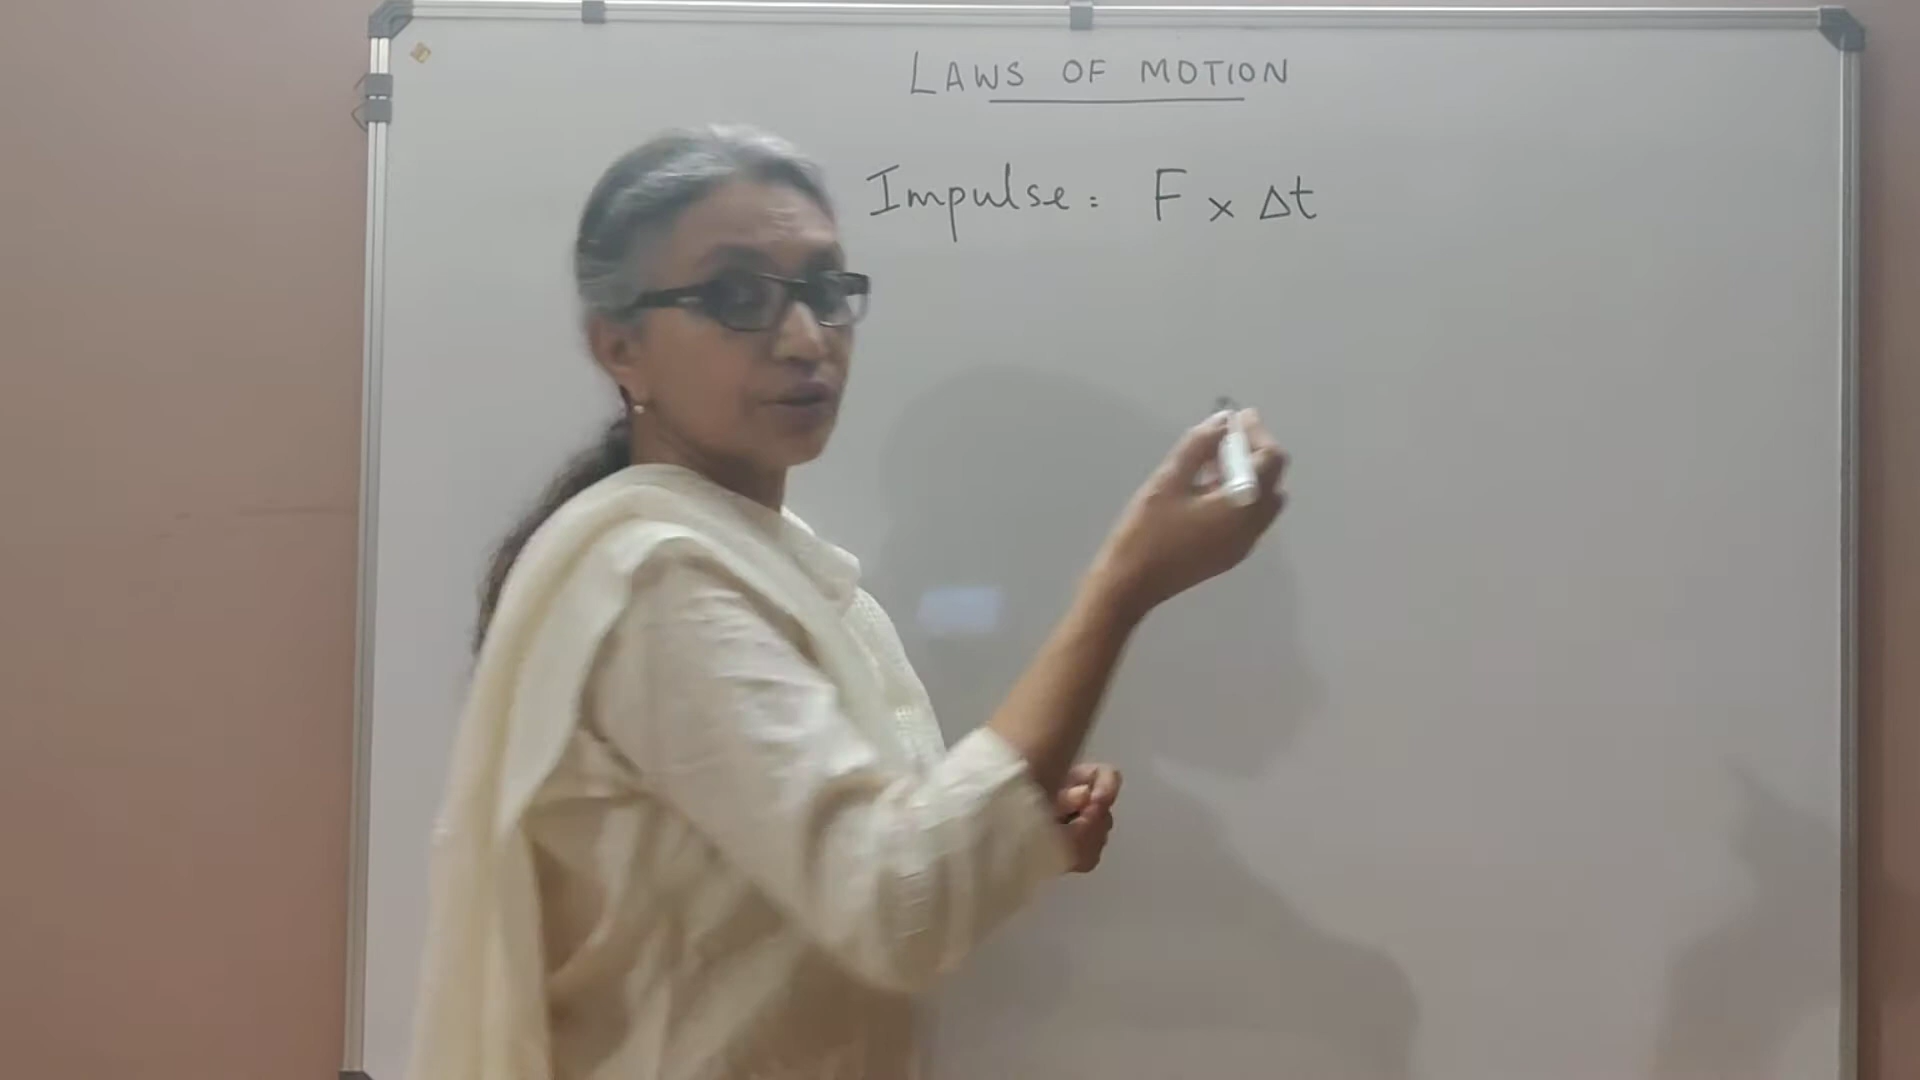 LAWS OF MOTION
Impulse = F × Δt